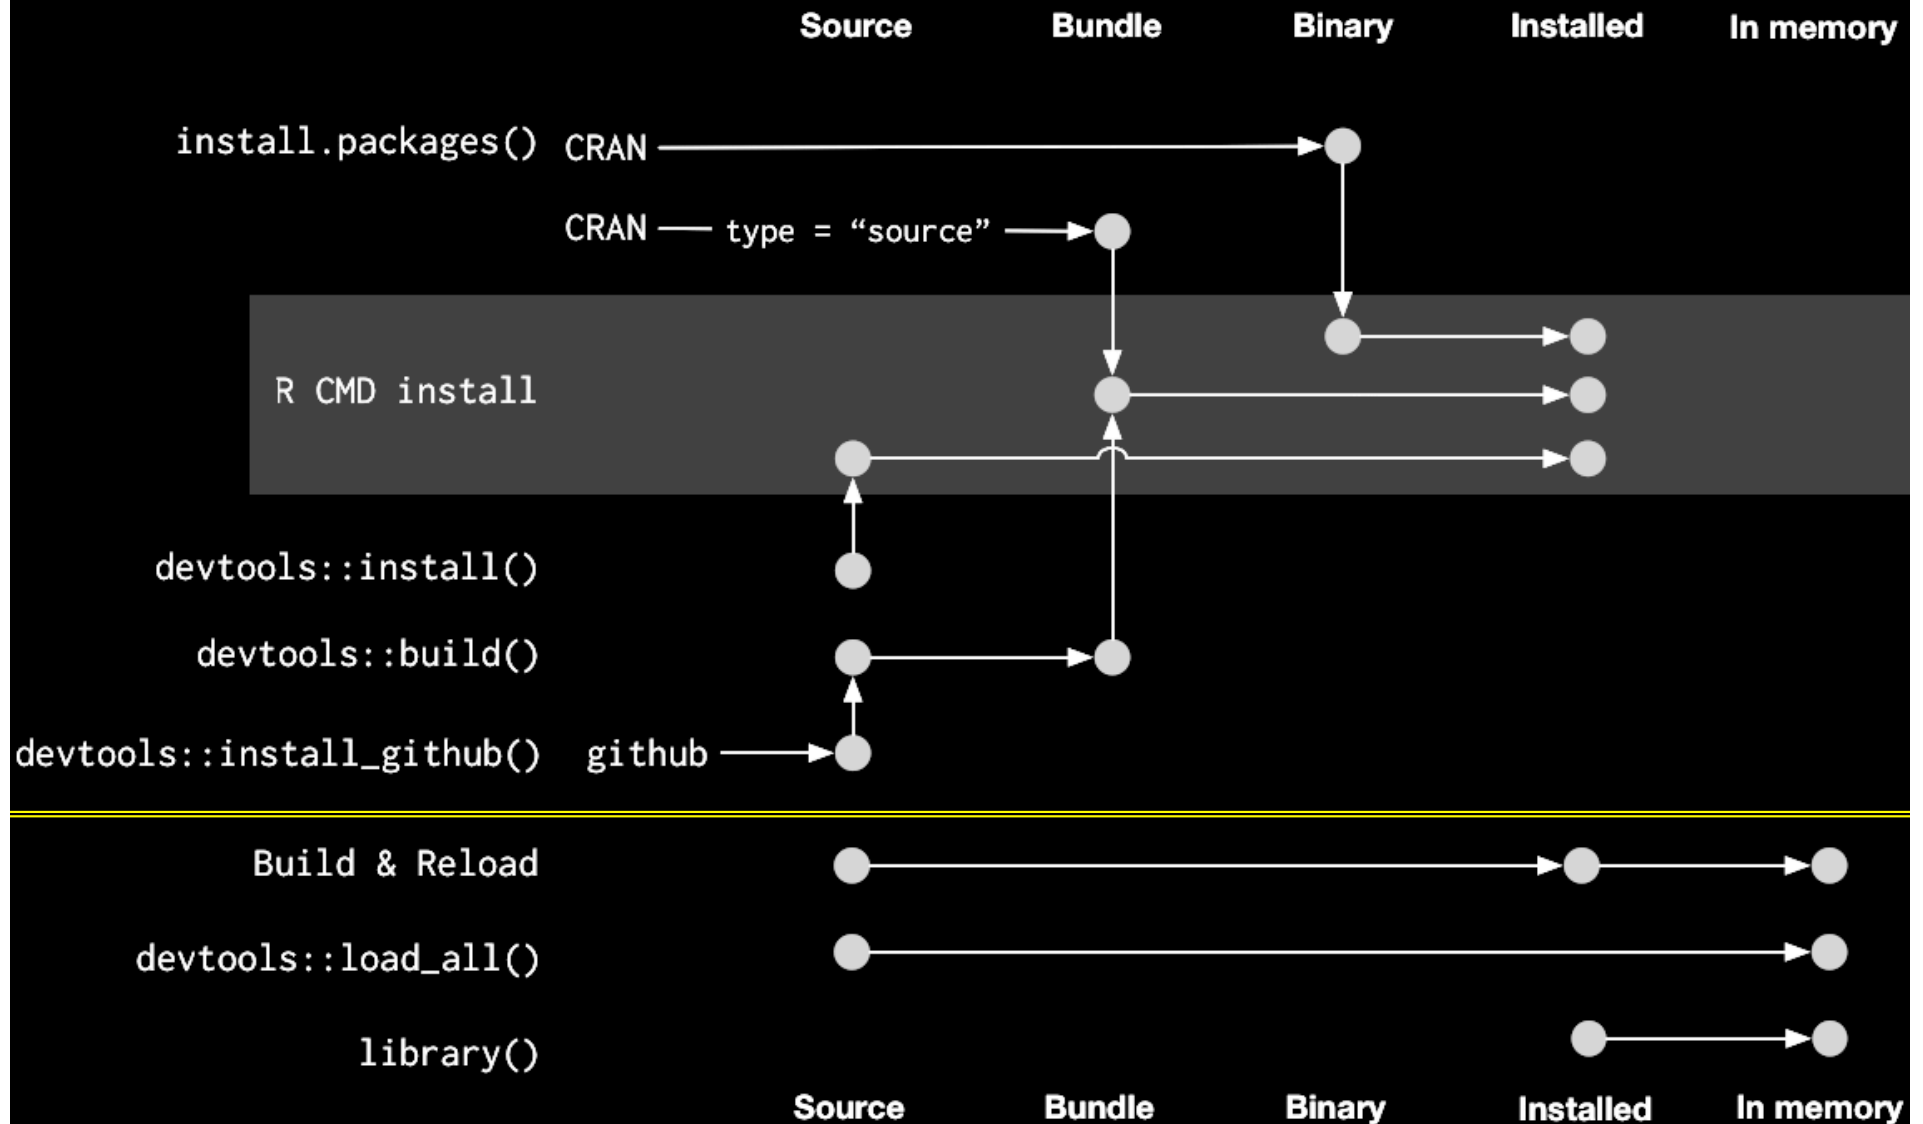 Source Bundle Binary Installed In memory
install.packages() CRAN
CRAN type = “source”
R CMD install
devtools::install()
devtools::build()
devtools::install_github() github
Build & Reload
devtools::load_all()
library()
Source Bundle Binary Installed In memory